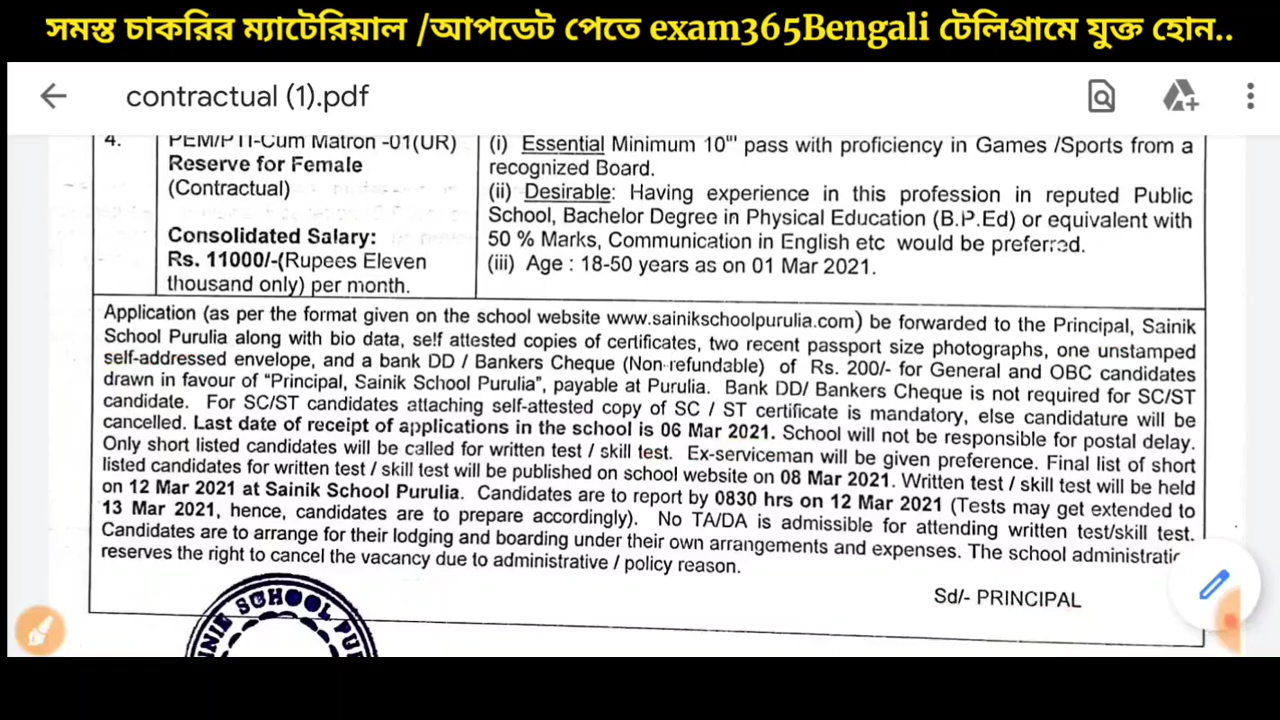 সমস্ত চাকরির ম্যাটেরিয়াল /আপডেট পেতে exam365Bengali টেলিগ্রামে যুক্ত হোন..
contractual (1).pdf
4.
PEM/PTI-Cum Matron -01(UR)
Reserve for Female
(Contractual)
Consolidated Salary:
Rs. 11000/-(Rupees Eleven
thousand only) per month.
(i) Essential Minimum 10th pass with proficiency in Games /Sports from a
recognized Board.
(ii) Desirable: Having experience in this profession in reputed Public
School, Bachelor Degree in Physical Education (B.P.Ed) or equivalent with
50 % Marks, Communication in English etc would be preferred.
(iii) Age : 18-50 years as on 01 Mar 2021.
Application (as per the format given on the school website www.sainikschoolpurulia.com) be forwarded to the Principal, Sainik
School Purulia along with bio data, self attested copies of certificates, two recent passport size photographs, one unstamped
self-addressed envelope, and a bank DD / Bankers Cheque (Non-refundable) of Rs. 200/- for General and OBC candidates
drawn in favour of "Principal, Sainik School Purulia", payable at Purulia. Bank DD/ Bankers Cheque is not required for SC/ST
candidate. For SC/ST candidates attaching self-attested copy of SC / ST certificate is mandatory, else candidature will be
cancelled. Last date of receipt of applications in the school is 06 Mar 2021. School will not be responsible for postal delay.
Only short listed candidates will be called for written test / skill test. Ex-serviceman will be given preference. Final list of short
listed candidates for written test / skill test will be published on school website on 08 Mar 2021. Written test / skill test will be held
on 12 Mar 2021 at Sainik School Purulia. Candidates are to report by 0830 hrs on 12 Mar 2021 (Tests may get extended to
13 Mar 2021, hence, candidates are to prepare accordingly). No TA/DA is admissible for attending written test/skill test.
Candidates are to arrange for their lodging and boarding under their own arrangements and expenses. The school administratio
reserves the right to cancel the vacancy due to administrative / policy reason.
Sd/- PRINCIPAL
SCHOOL